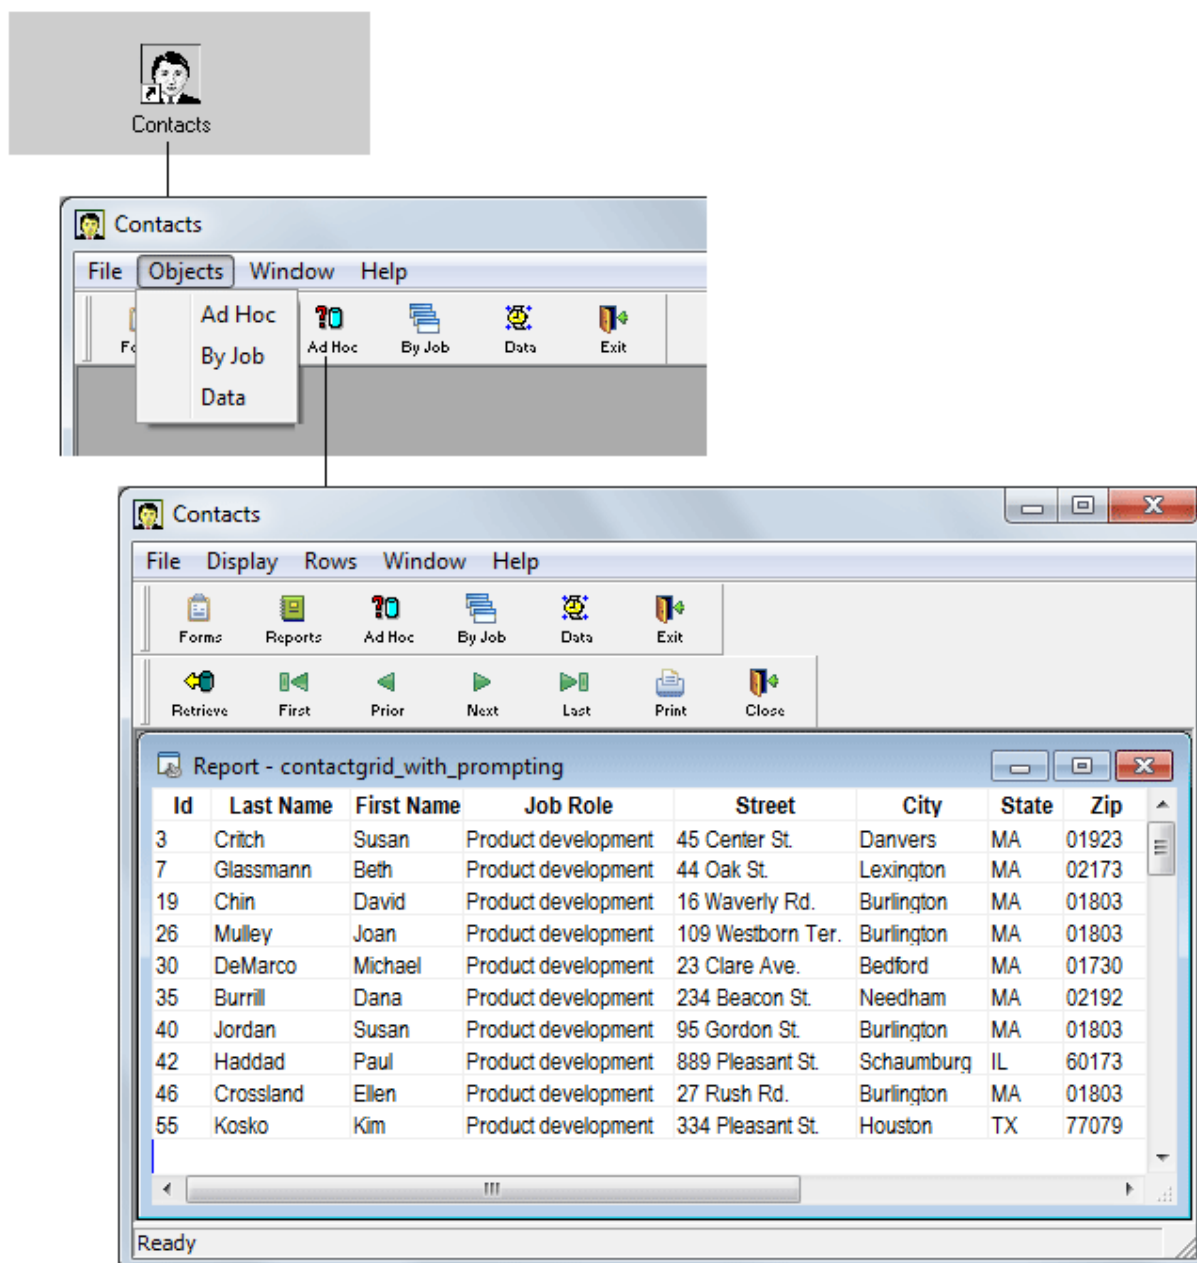 Contacts
Contacts
File Objects Window Help
Ad Hoc
By Job
Data
Fo Ad Hoc By Job Data Exit
Contacts
File Display Rows Window Help
Forms Reports Ad Hoc By Job Data Exit
Retrieve First Prior Next Last Print Close
Report - contactgrid_with_prompting
Id Last Name First Name Job Role Street City State Zip
3 Critch Susan Product development 45 Center St. Danvers MA 01923
7 Glassmann Beth Product development 44 Oak St. Lexington MA 02173
19 Chin David Product development 16 Waverly Rd. Burlington MA 01803
26 Mulley Joan Product development 109 Westborn Ter. Burlington MA 01803
30 DeMarco Michael Product development 23 Clare Ave. Bedford MA 01730
35 Burrill Dana Product development 234 Beacon St. Needham MA 02192
40 Jordan Susan Product development 95 Gordon St. Burlington MA 01803
42 Haddad Paul Product development 889 Pleasant St. Schaumburg IL 60173
46 Crossland Ellen Product development 27 Rush Rd. Burlington MA 01803
55 Kosko Kim Product development 334 Pleasant St. Houston TX 77079
Ready